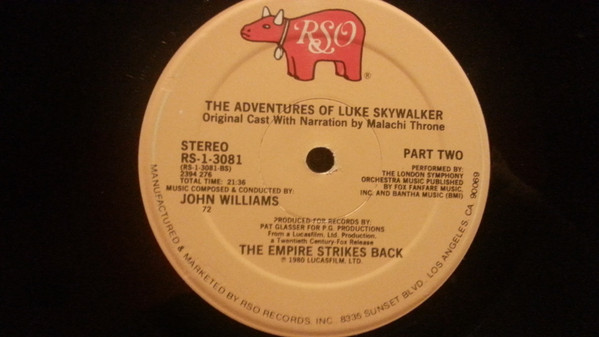 RSO
®
THE ADVENTURES OF LUKE SKYWALKER
Original Cast With Narration by Malachi Throne
STEREO
RS-1-3081
(RS-1-3081-BS)
2394 276
TOTAL TIME: 21:36
MUSIC COMPOSED & CONDUCTED BY:
JOHN WILLIAMS
72
PART TWO
PERFORMED BY:
THE LONDON SYMPHONY
ORCHESTRA MUSIC PUBLISHED
BY FOX FANFARE MUSIC,
INC. AND BANTHA MUSIC (BMI)
PRODUCED FOR RECORDS BY:
PAT GLASSER FOR P.G. PRODUCTIONS
From a Lucasfilm, Ltd. Production,
a Twentieth Century-Fox Release
THE EMPIRE STRIKES BACK
℗ 1980 LUCASFILM, LTD.
MANUFACTURED & MARKETED BY RSO RECORDS, INC. 8335 SUNSET BLVD. LOS ANGELES, CA. 90069